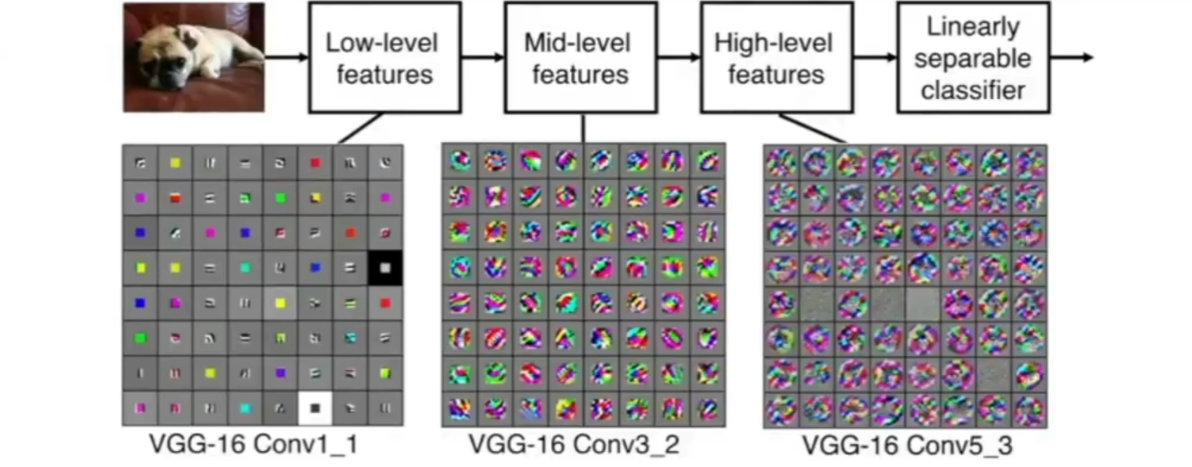 Low-level
features
Mid-level
features
High-level
features
Linearly
separable
classifier
VGG-16 Conv1_1
VGG-16 Conv3_2
VGG-16 Conv5_3